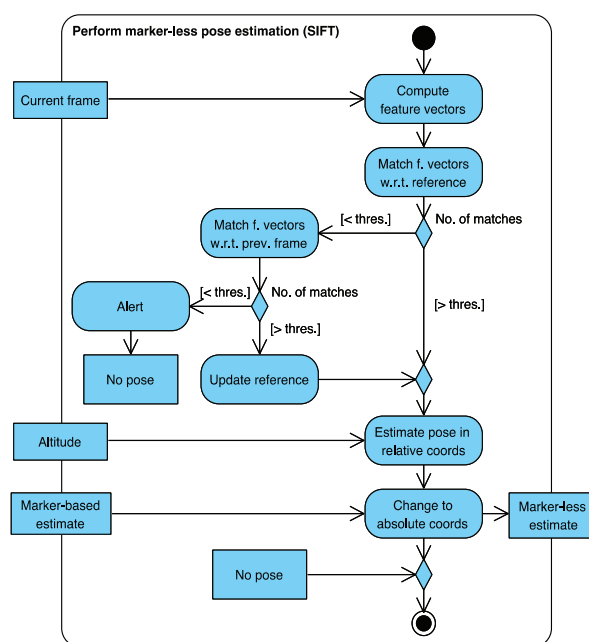 Perform marker-less pose estimation (SIFT)
Current frame
Compute
feature vectors
Match f. vectors
w.r.t. reference
[< thres.]
No. of matches
Match f. vectors
w.r.t. prev. frame
[< thres.]
No. of matches
Alert
[> thres.]
[> thres.]
No pose
Update reference
Altitude
Estimate pose in
relative coords
Marker-based
estimate
Change to
absolute coords
Marker-less
estimate
No pose